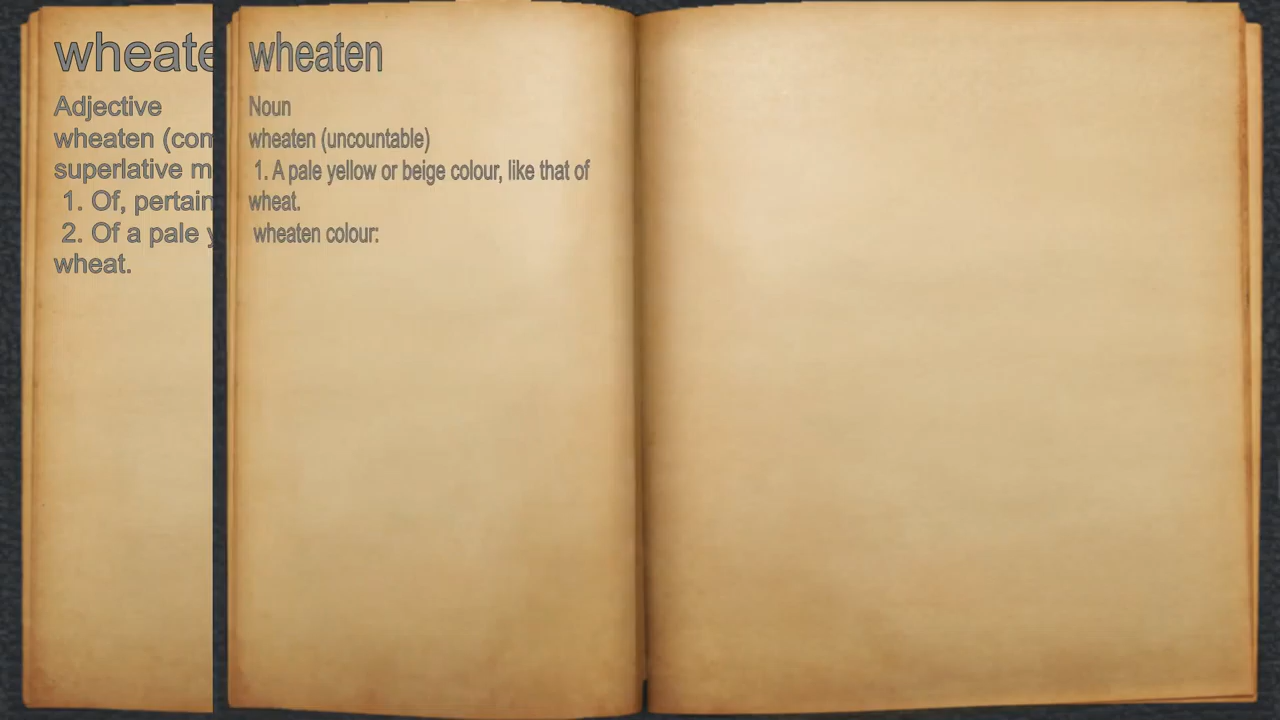 wheate
Adjective
wheaten (com
superlative m
1. Of, pertain
2. Of a pale y
wheat.
wheaten
Noun
wheaten (uncountable)
1. A pale yellow or beige colour, like that of
wheat.
wheaten colour: